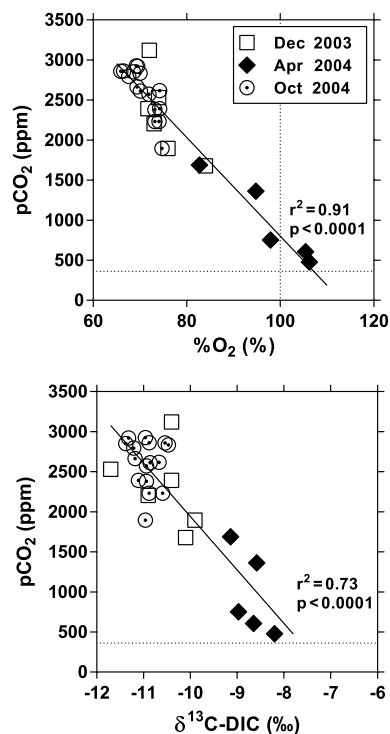 3500
3000
2500
2000
1500
1000
500
0
pCO2 (ppm)
Dec 2003
Apr 2004
Oct 2004
r2=0.91
p<0.0001
60 80 100 120
%O2 (%)
3500
3000
2500
2000
1500
1000
500
0
pCO2 (ppm)
r2=0.73
p<0.0001
-12 -11 -10 -9 -8 -7 -6
δ13C-DIC (‰)